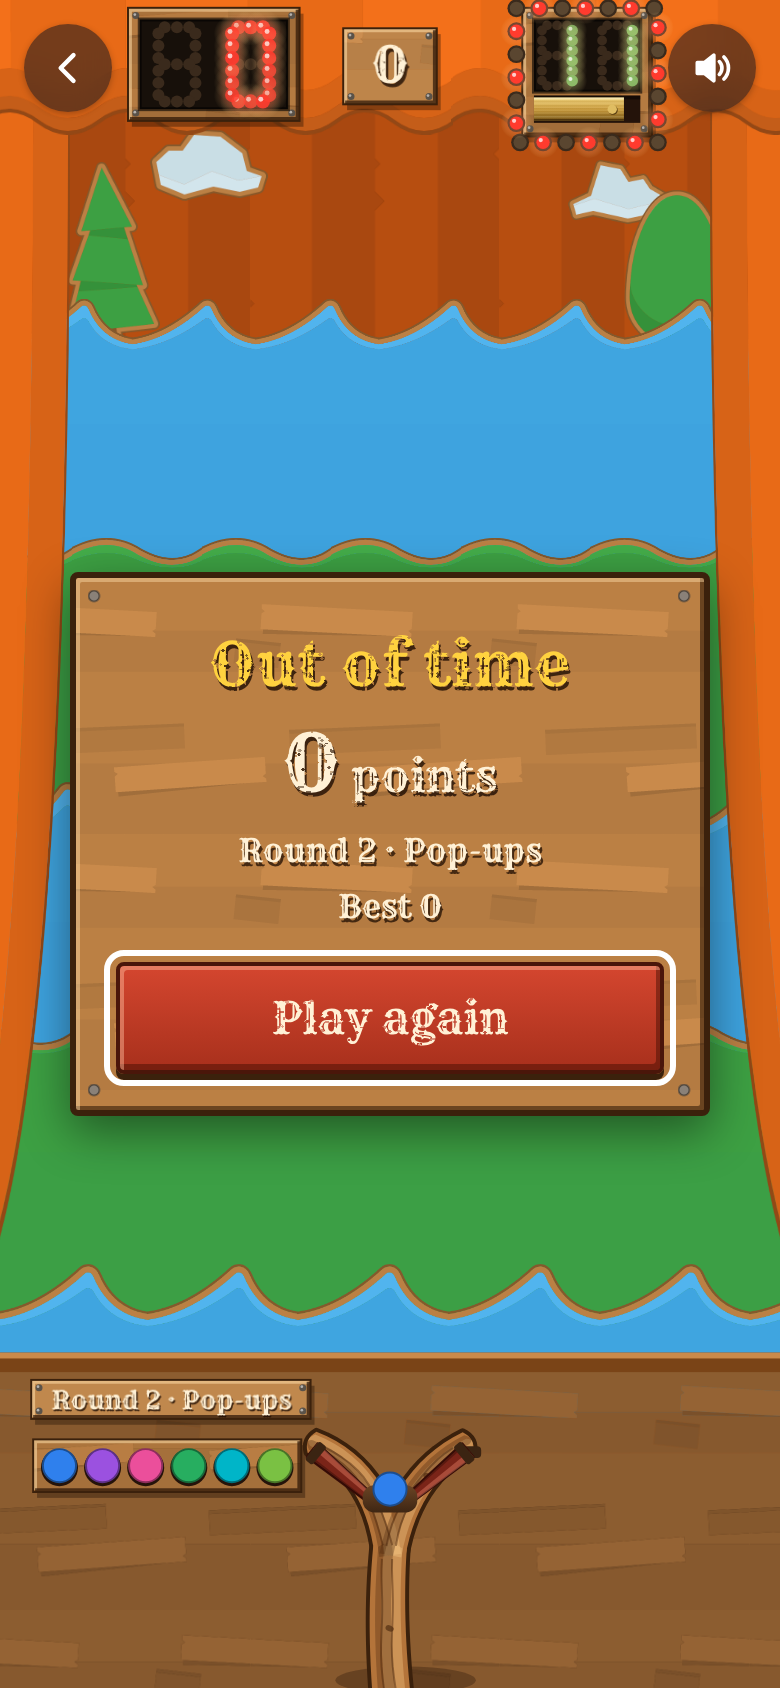 0
0
11
Out of time
0 points
Round 2 · Pop-ups
Best 0
Play again
Round 2 · Pop-ups